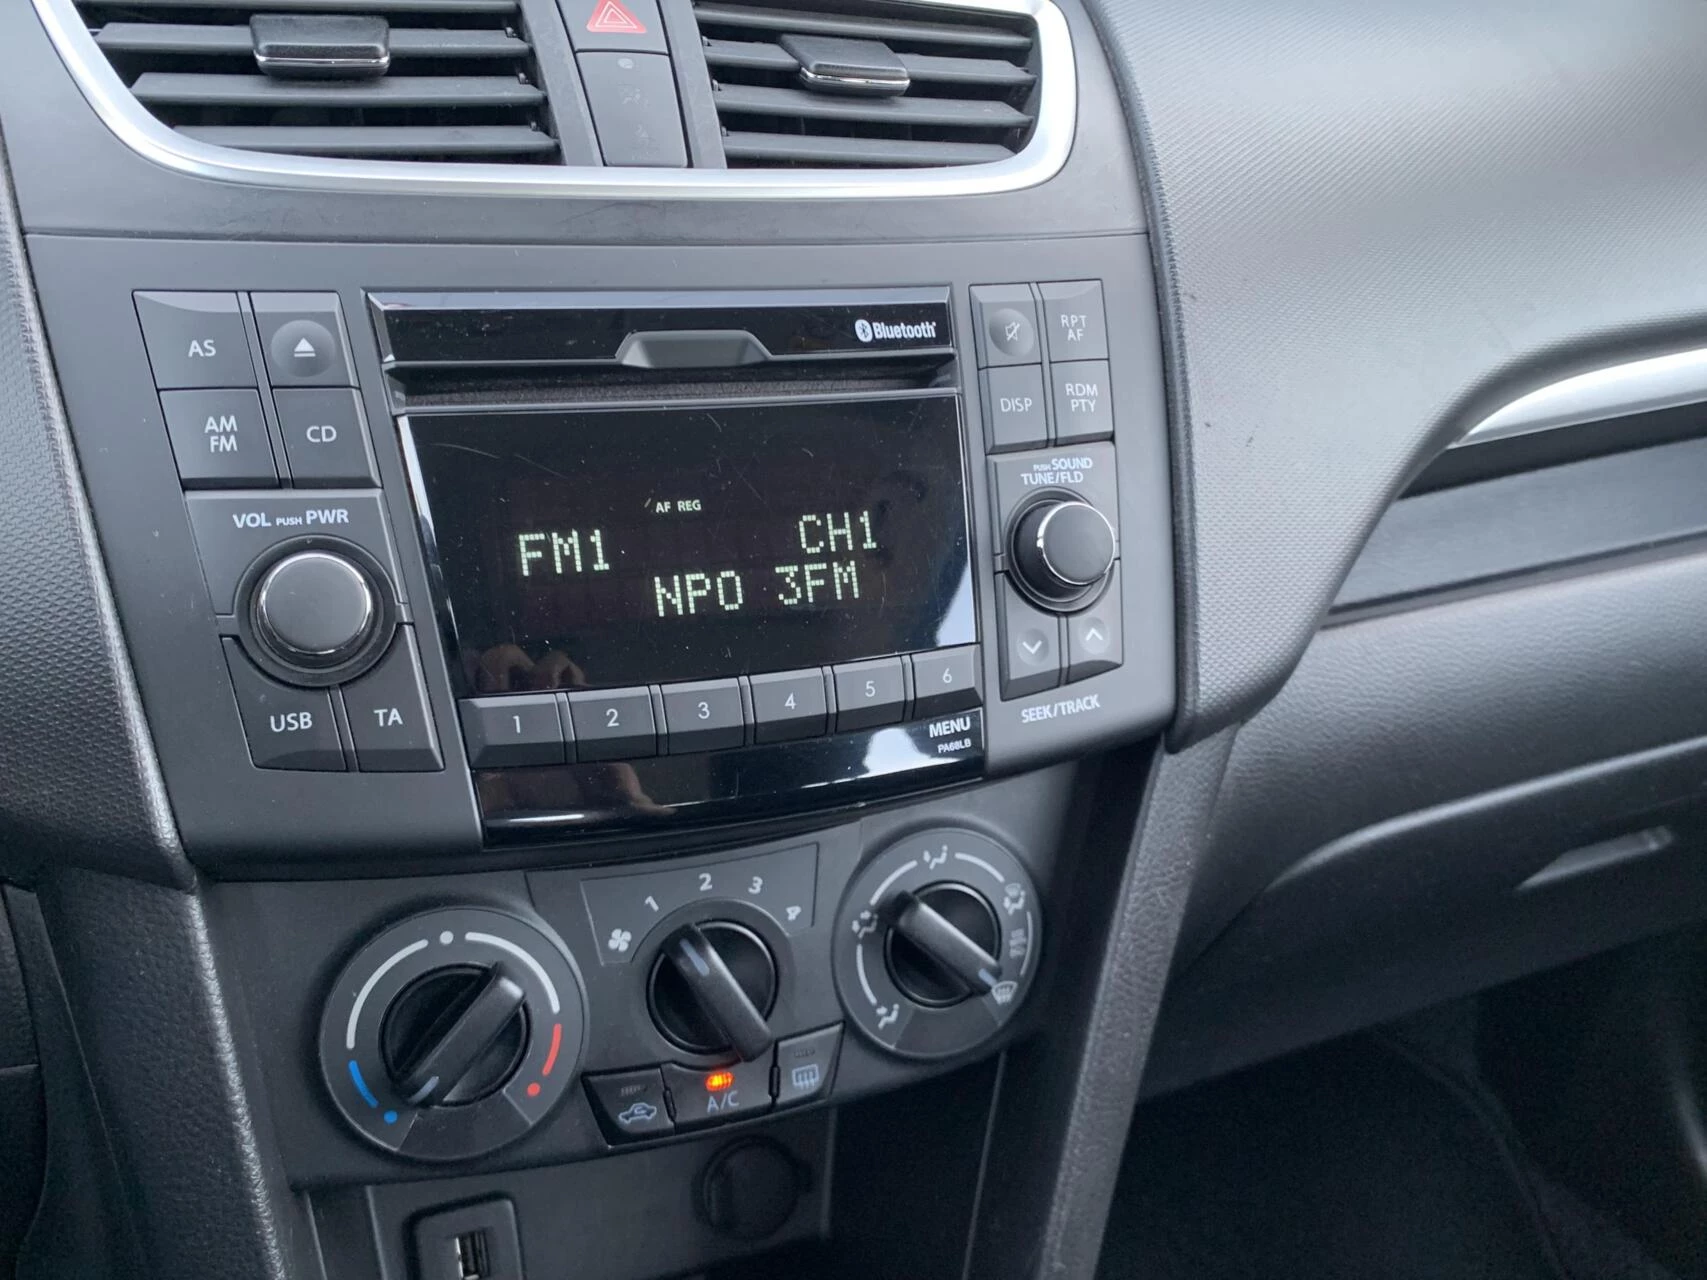 AS
AM
FM
CD
VOL PUSH PWR
USB
TA
Bluetooth
AF REG
FM1
CH1
NPO 3FM
1
2
3
4
5
6
MENU
PA68LB
RPT
AF
DISP
RDM
PTY
PUSH SOUND
TUNE/FLD
SEEK/TRACK
1
2
3
4
A/C